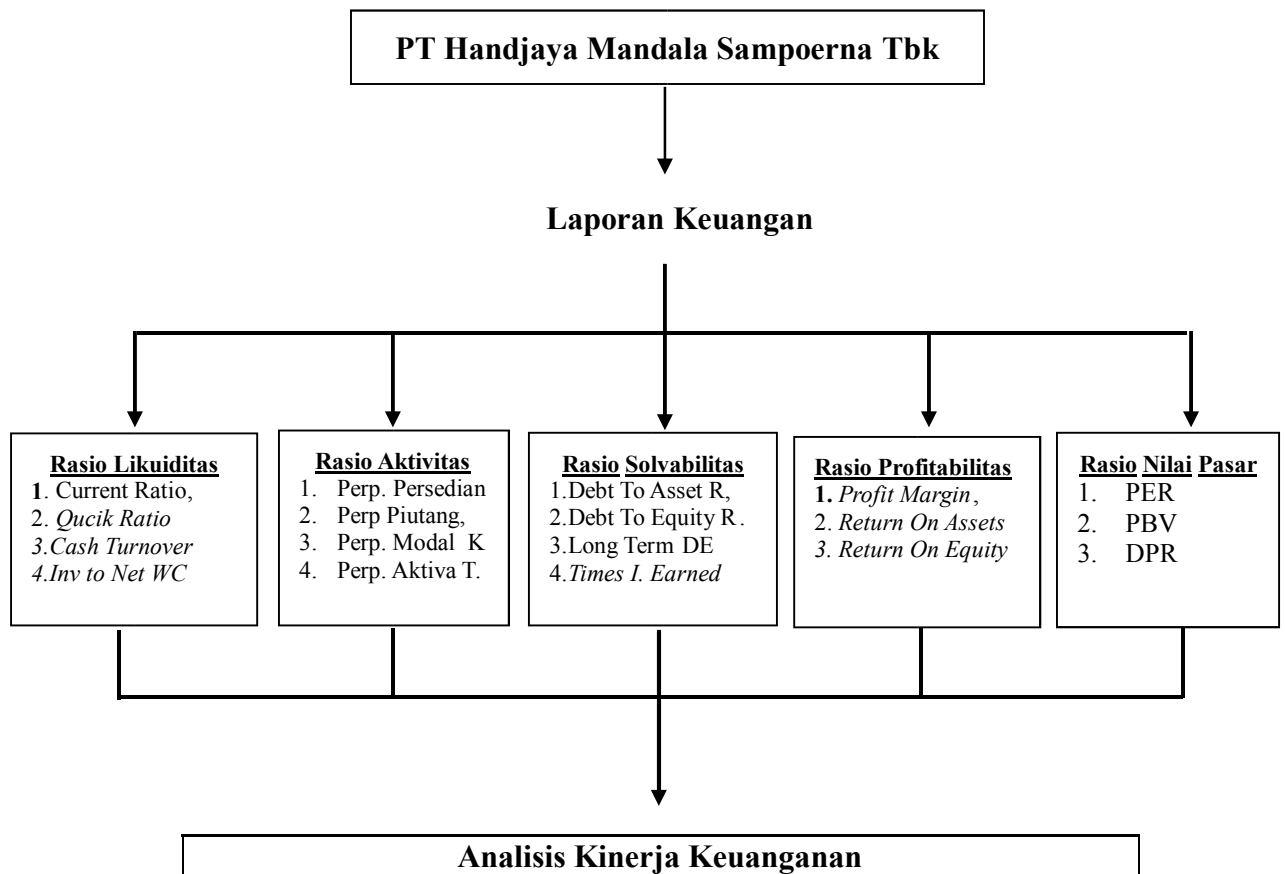 PT Handjaya Mandala Sampoerna Tbk
Laporan Keuangan
Rasio Likuiditas
1. Current Ratio,
2. Qucik Ratio
3.Cash Turnover
4.Inv to Net WC
Rasio Aktivitas
1. Perp. Persedian
2. Perp Piutang,
3. Perp. Modal K
4. Perp. Aktiva T.
Rasio Solvabilitas
1.Debt To Asset R,
2.Debt To Equity R.
3.Long Term DE
4.Times I. Earned
Rasio Profitabilitas
1. Profit Margin,
2. Return On Assets
3. Return On Equity
Rasio Nilai Pasar
1. PER
2. PBV
3. DPR
Analisis Kinerja Keuanganan